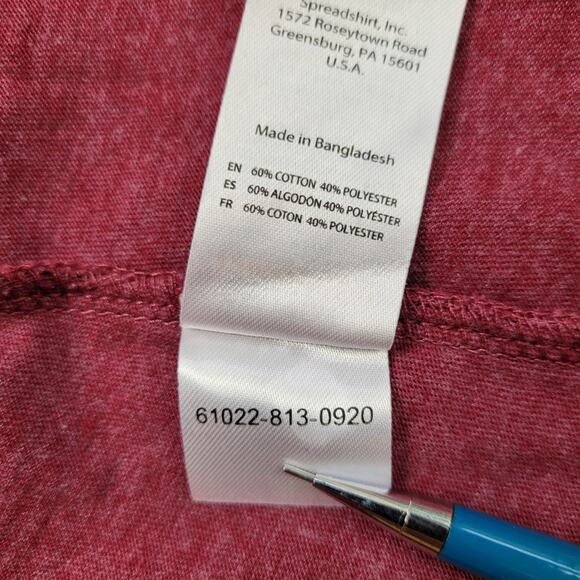 Spreadshirt, Inc.
1572 Roseytown Road
Greensburg, PA 15601
U.S.A.
Made in Bangladesh
EN 60% COTTON 40% POLYESTER
ES 60% ALGODÓN 40% POLYÉSTER
FR 60% COTON 40% POLYESTER
61022-813-0920